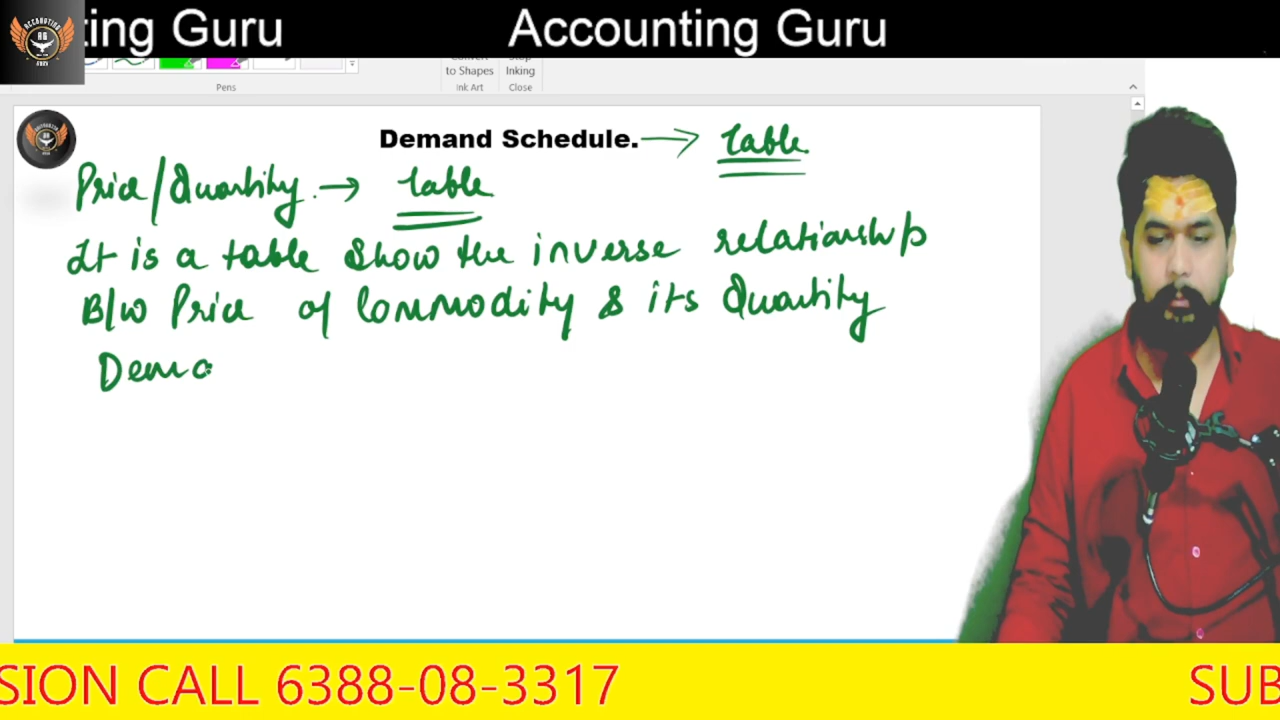 ting Guru
Accounting Guru
to Shapes
Inking
Pens
Ink Art
Close
Demand Schedule. → table
Price/Quantity. → table
It is a table show the inverse relationship
B/w Price of Commodity & its Quantity
Dema
SION CALL 6388-08-3317
SUB